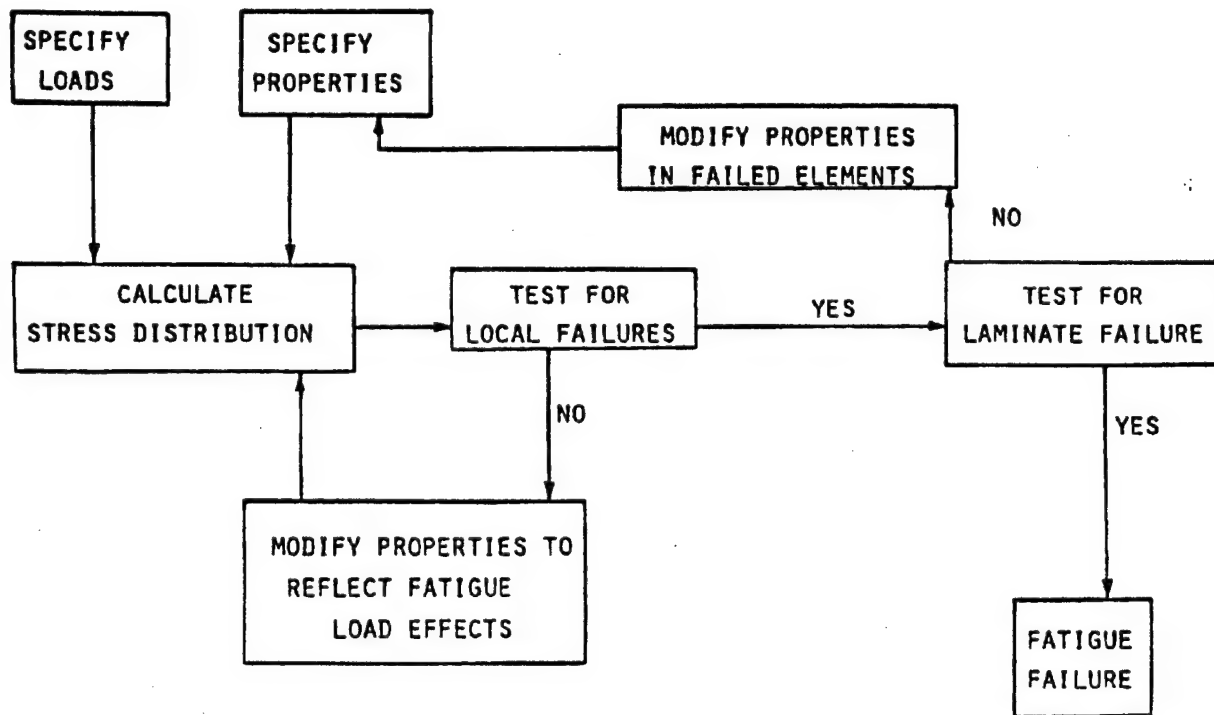 SPECIFY
LOADS
SPECIFY
PROPERTIES
MODIFY PROPERTIES
IN FAILED ELEMENTS
NO
CALCULATE
STRESS DISTRIBUTION
TEST FOR
LOCAL FAILURES
YES
TEST FOR
LAMINATE FAILURE
NO
YES
MODIFY PROPERTIES TO
REFLECT FATIGUE
LOAD EFFECTS
FATIGUE
FAILURE